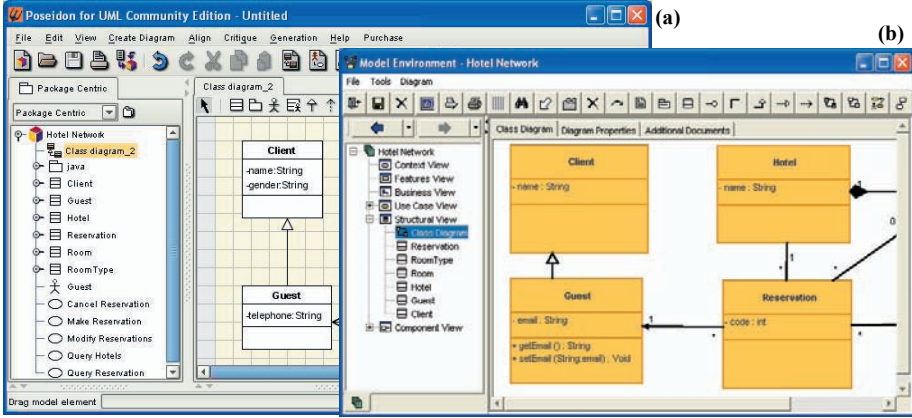 Poseidon for UML Community Edition - Untitled
(a)
File Edit View Create Diagram Align Critique Generation Help Purchase
Package Centric
Package Centric
Hotel Network
Class diagram_2
java
Client
Guest
Hotel
Reservation
Room
RoomType
Guest
Cancel Reservation
Make Reservation
Modify Reservations
Query Hotels
Query Reservation
Drag model element
Class diagram_2
Client
-name:String
-gender:String
Guest
-telephone:String
(b)
Model Environment - Hotel Network
File Tools Diagram
Hotel Network
Context View
Features View
Business View
Use Case View
Structural View
Class Diagram
Reservation
RoomType
Room
Hotel
Guest
Client
Component View
Class Diagram Diagram Properties Additional Documents
Client
- name : String
Hotel
- name : String
1
0
1
*
*
Guest
- email : String
+ getEmail () : String
+ setEmail (String:email) : Void
1
*
Reservation
- code : int
*